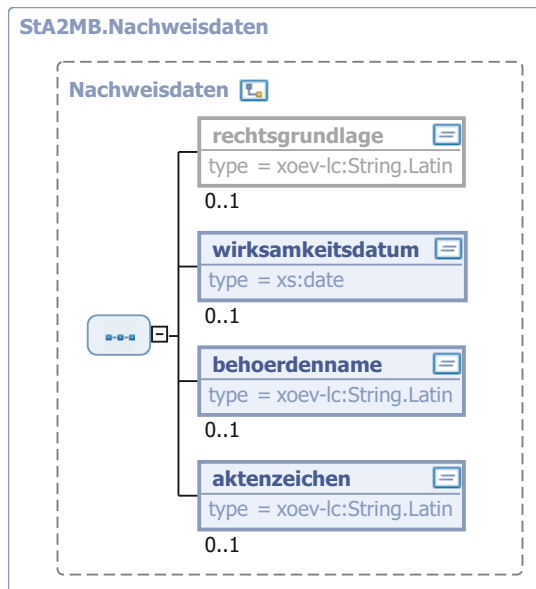 StA2MB.Nachweisdaten
Nachweisdaten
rechtsgrundlage
type = xoev-lc:String.Latin
0..1
wirksamkeitsdatum
type = xs:date
0..1
behoerdenname
type = xoev-lc:String.Latin
0..1
aktenzeichen
type = xoev-lc:String.Latin
0..1